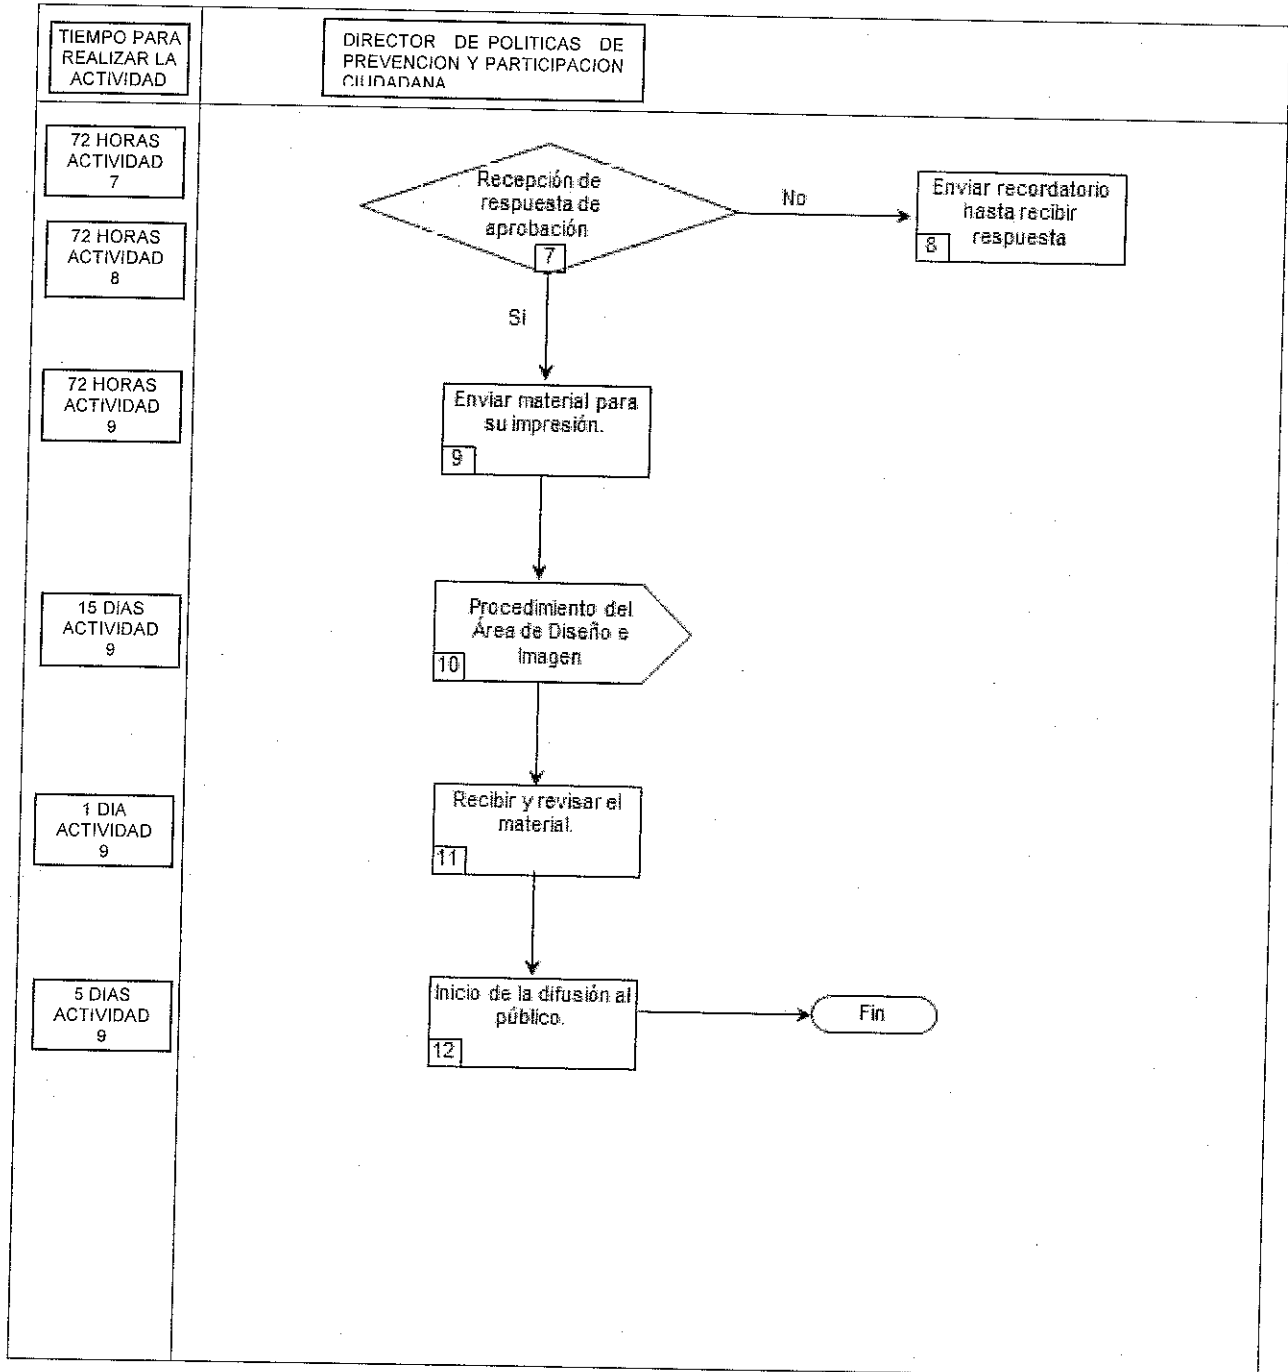 TIEMPO PARA
REALIZAR LA
ACTIVIDAD
DIRECTOR DE POLITICAS DE
PREVENCION Y PARTICIPACION
CIUDADANA
72 HORAS
ACTIVIDAD
7
Recepción de
respuesta de
aprobación
7
No
Enviar recordatorio
hasta recibir
respuesta
8
72 HORAS
ACTIVIDAD
8
Si
72 HORAS
ACTIVIDAD
9
Enviar material para
su impresión.
9
15 DIAS
ACTIVIDAD
9
Procedimiento del
Área de Diseño e
Imagen
10
1 DIA
ACTIVIDAD
9
Recibir y revisar el
material.
11
5 DIAS
ACTIVIDAD
9
Inicio de la difusión al
público.
12
Fin